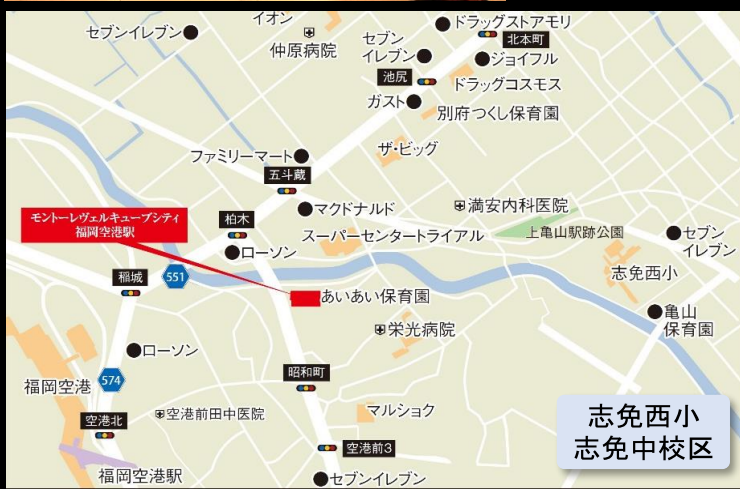 イオン
セブンイレブン
仲原病院
セブン
イレブン
ドラッグストアモリ
北本町
ジョイフル
池尻
ガスト
ドラッグコスモス
別府つくし保育園
ファミリーマート
ザ・ビッグ
五斗蔵
モントーレヴェルキューブシティ
福岡空港駅
柏木
マクドナルド
満安内科医院
ローソン
スーパーセンタートライアル
上亀山駅跡公園
セブン
イレブン
稲城
551
志免西小
あいあい保育園
亀山
保育園
栄光病院
ローソン
昭和町
福岡空港
574
マルショク
空港北
空港前田中医院
空港前3
福岡空港駅
セブンイレブン
志免西小
志免中校区